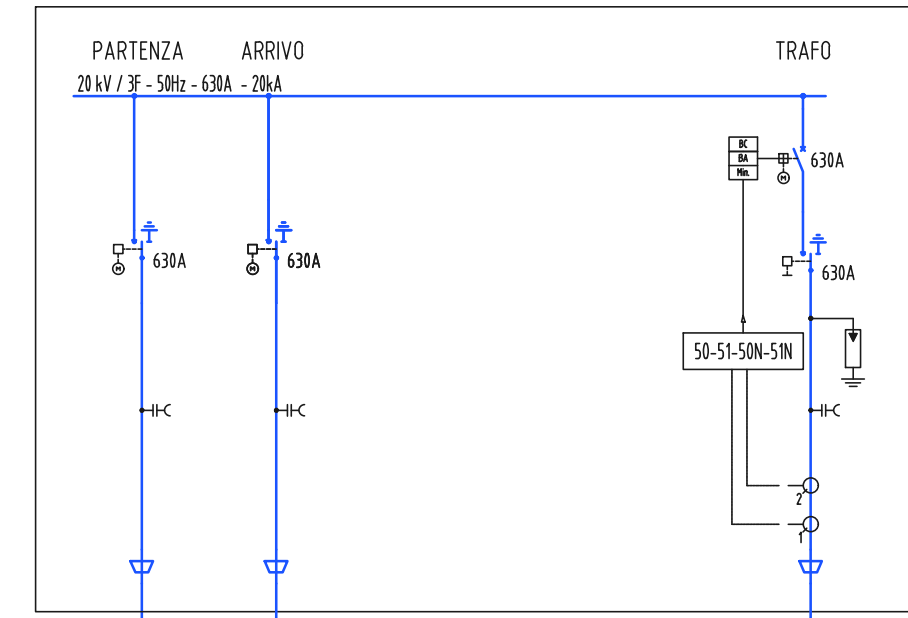 PARTENZA ARRIVO TRAFO
20 kV / 3F - 50Hz - 630A - 20kA
BC
BA
Min.
M
630A
M
630A
M
630A
630A
50-51-50N-51N
2
1